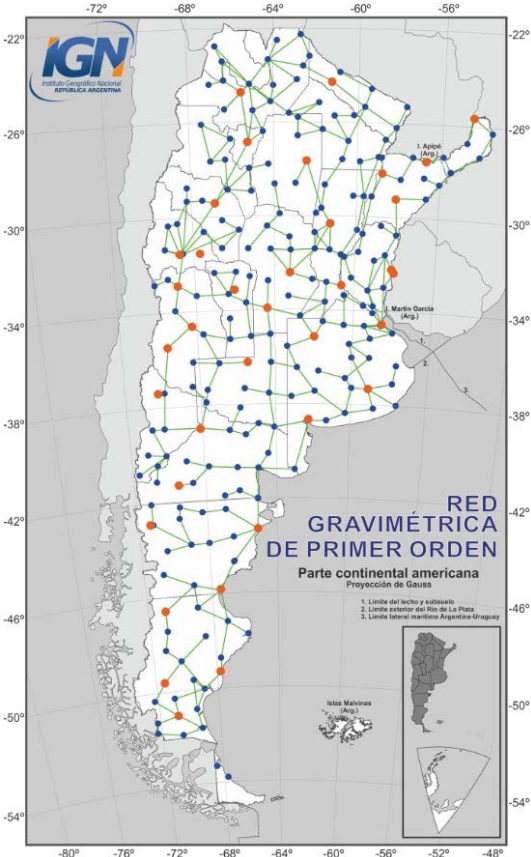 -72° -68° -64° -60° -56°
-22° -22°
IGN
Instituto Geográfico Nacional
REPÚBLICA ARGENTINA
-26° -26°
I. Apipé
(Arg.)
-30° -30°
I. Martín García
(Arg.)
-34° -34°
1.
2.
3.
-38° -38°
-42° -42°
RED
GRAVIMÉTRICA
DE PRIMER ORDEN
Parte continental americana
Proyección de Gauss
1. Límite del lecho y subsuelo
2. Límite exterior del Río de La Plata
3. Límite lateral marítimo Argentina-Uruguay
-46° -46°
Islas Malvinas
(Arg.)
-50° -50°
-54° -54°
-80° -76° -72° -68° -64° -60° -56° -52° -48°